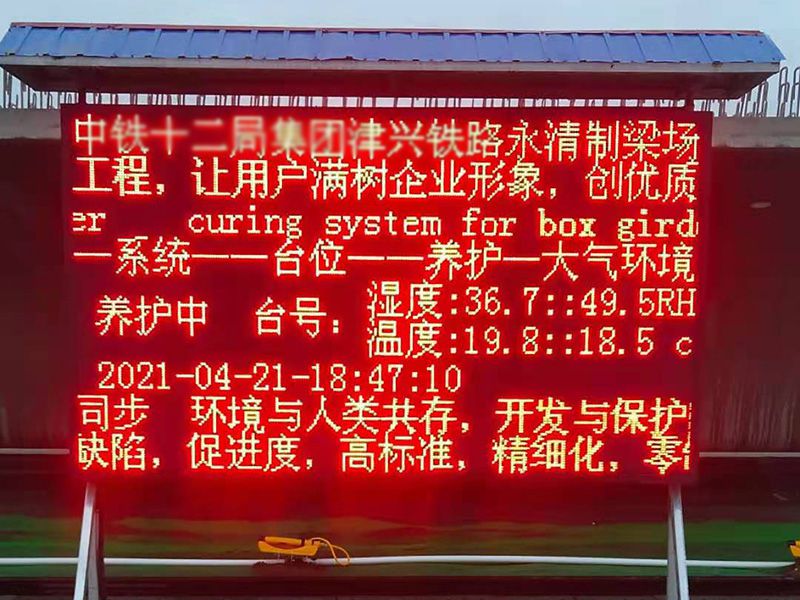 中铁十二局集团津兴铁路永清制梁场
工程，让用户满树企业形象，创优质
er curing system for box gird
一系统——台位——养护—大气环境
养护中 台号： 湿度:36.7::49.5RH
温度:19.8::18.5 c
2021-04-21-18:47:10
司步 环境与人类共存，开发与保护
缺陷，促进度，高标准，精细化，零